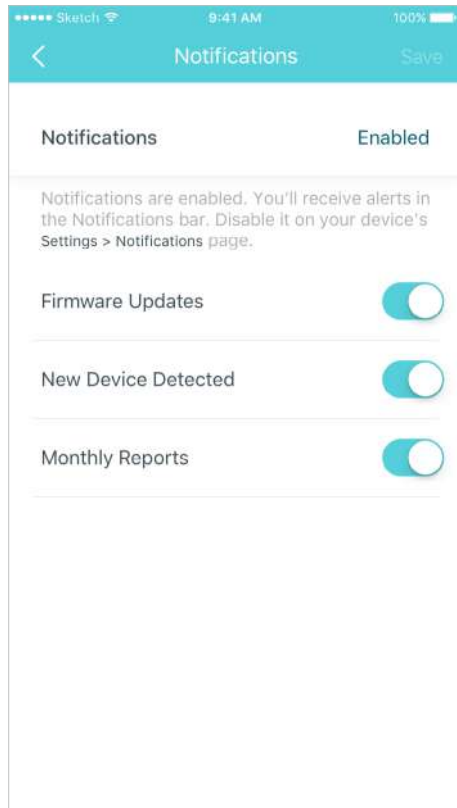 Sketch 9:41 AM 100%
Notifications Save
Notifications Enabled
Notifications are enabled. You'll receive alerts in
the Notifications bar. Disable it on your device's
Settings > Notifications page.
Firmware Updates
New Device Detected
Monthly Reports